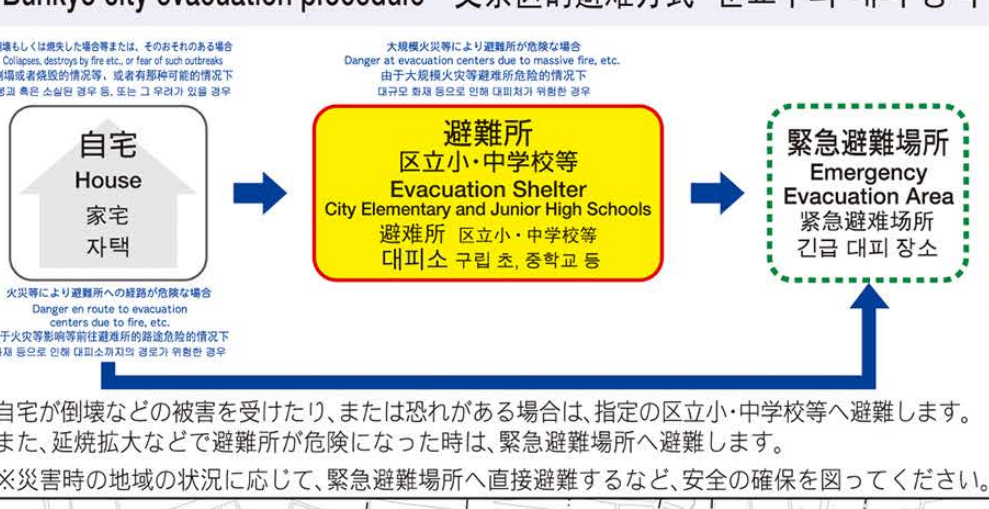 Bunkyo city evacuation procedure
もしくは焼失した場合等または、そのおそれのある場合
Collapses, destroys by fire etc., or fear of such outbreaks
或者烧毁的情况等，或者有那种可能的情况下
혹은 소실된 경우 등, 또는 그 우려가 있을 경우
自宅
House
家宅
자택
火災等により避難所への経路が危険な場合
Danger en route to evacuation
centers due to fire, etc.
于火灾等影响等前往避难所的路途危险的情况下
등으로 인해 대피소까지의 경로가 위험한 경우
大規模火災等により避難所が危険な場合
Danger at evacuation centers due to massive fire, etc.
由于大规模火灾等避难所危险的情况下
대규모 화재 등으로 인해 대피처가 위험한 경우
避難所
区立小・中学校等
Evacuation Shelter
City Elementary and Junior High Schools
避难所 区立小・中学校等
대피소 구립 초, 중학교 등
緊急避難場所
Emergency
Evacuation Area
紧急避难场所
긴급 대피 장소
自宅が倒壊などの被害を受けたり、または恐れがある場合は、指定の区立小・中学校等へ避難します。
また、延焼拡大などで避難所が危険になった時は、緊急避難場所へ避難します。
※災害時の地域の状況に応じて、緊急避難場所へ直接避難するなど、安全の確保を図ってください。